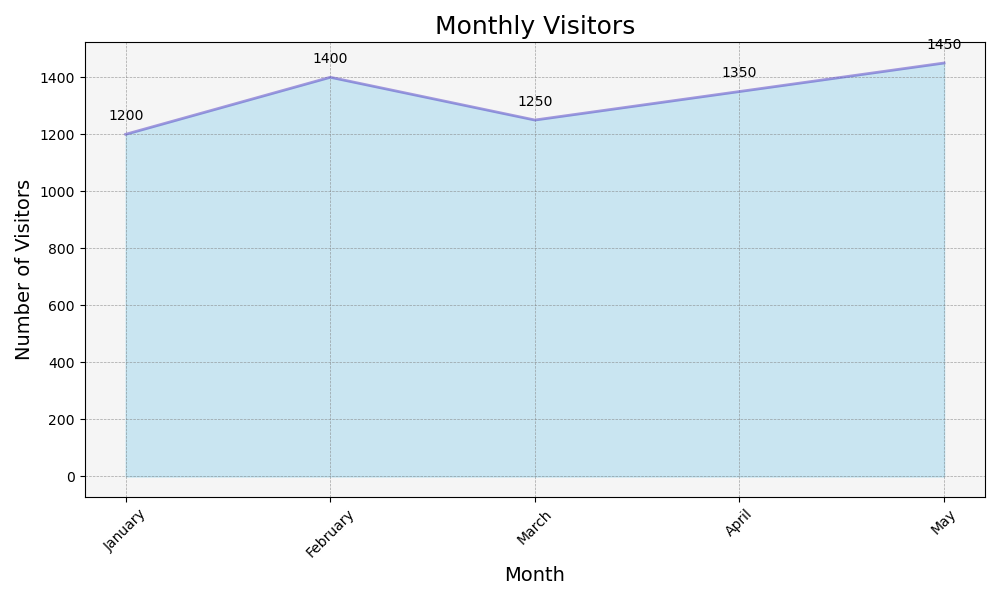 Monthly Visitors
1450
1400
1350
1250
1200
1400
1200
1000
800
600
400
200
0
Number of Visitors
January
February
March
April
May
Month